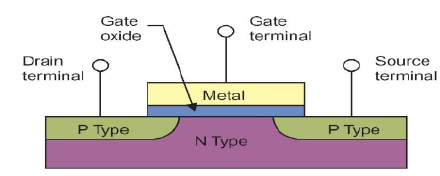 Gate
oxide
Gate
terminal
Drain
terminal
Source
terminal
Metal
P Type
N Type
P Type